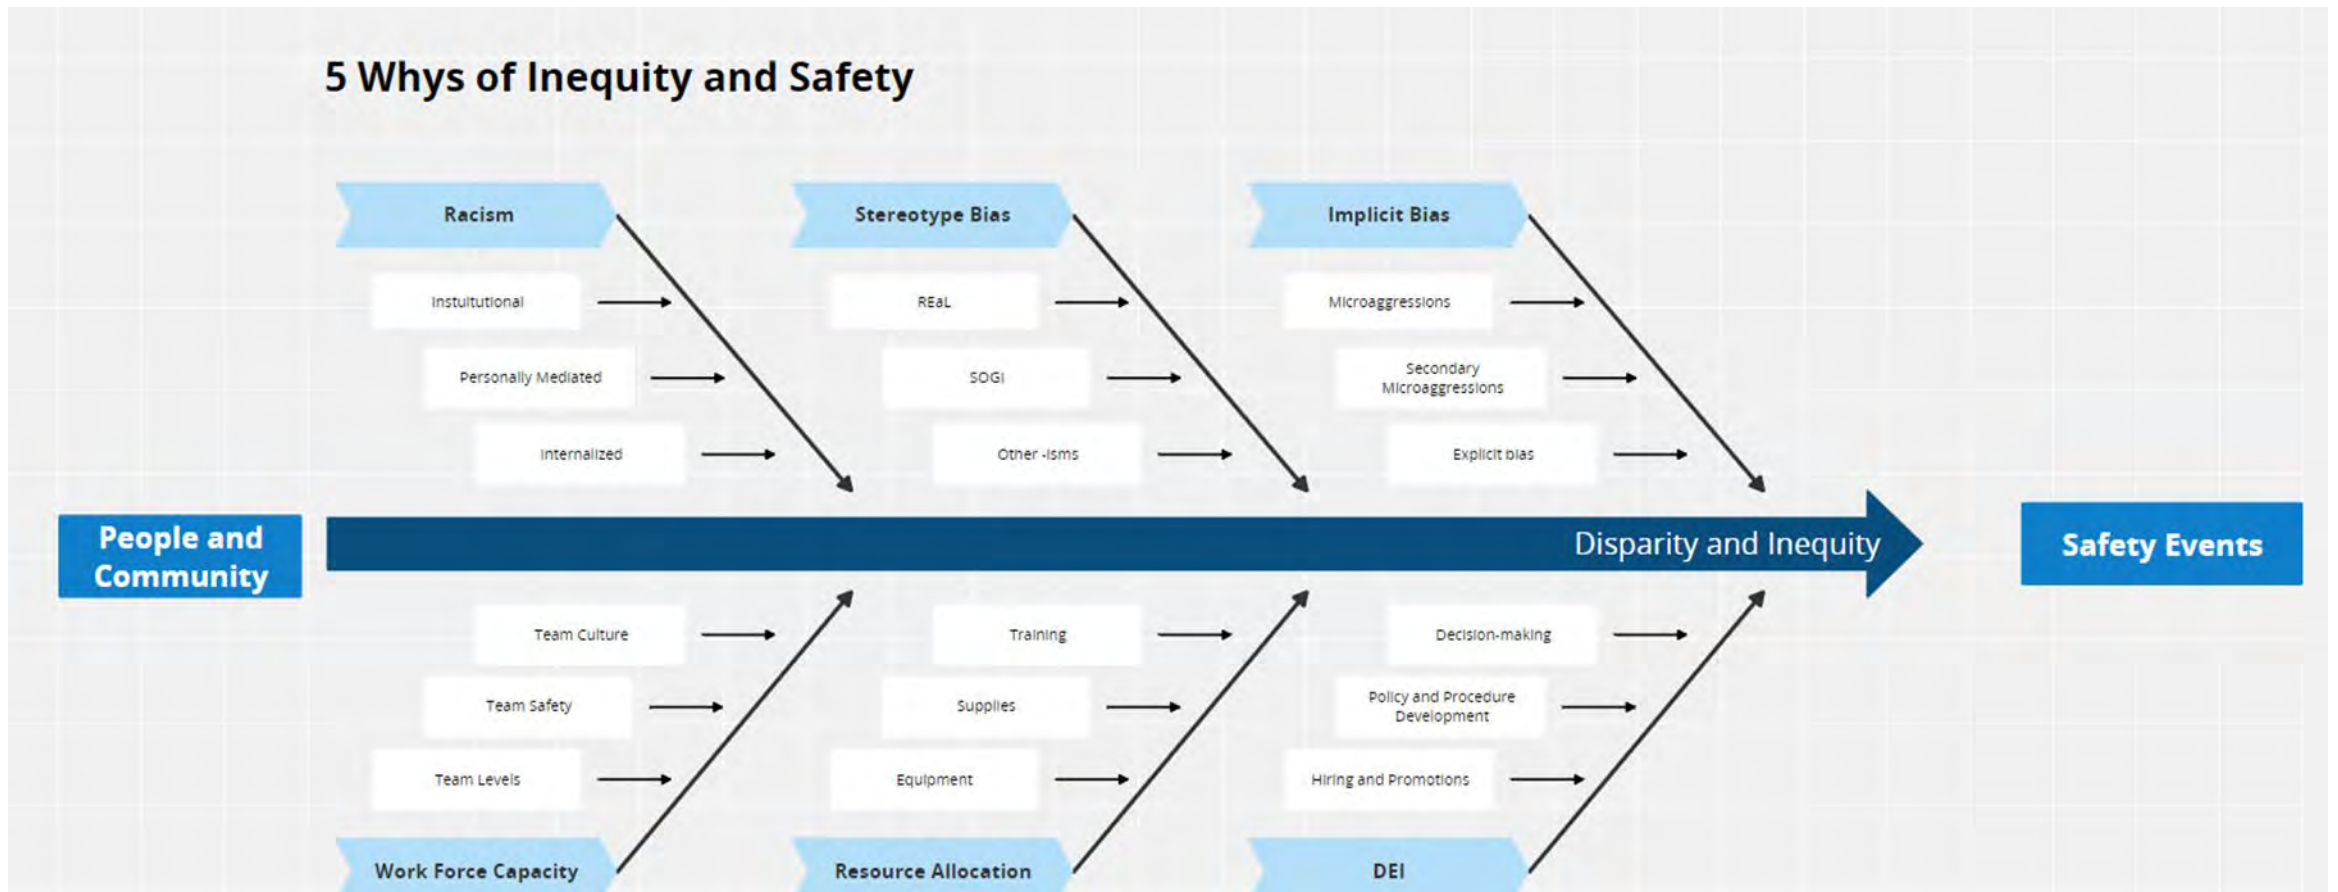 5 Whys of Inequity and Safety
Racism
Stereotype Bias
Implicit Bias
Instuitutional
REaL
Microaggressions
Personally Mediated
SOGI
Secondary
Microaggressions
Internalized
Other -isms
Explicit bias
People and
Community
Disparity and Inequity
Safety Events
Team Culture
Training
Decision-making
Team Safety
Supplies
Policy and Procedure
Development
Team Levels
Equipment
Hiring and Promotions
Work Force Capacity
Resource Allocation
DEI